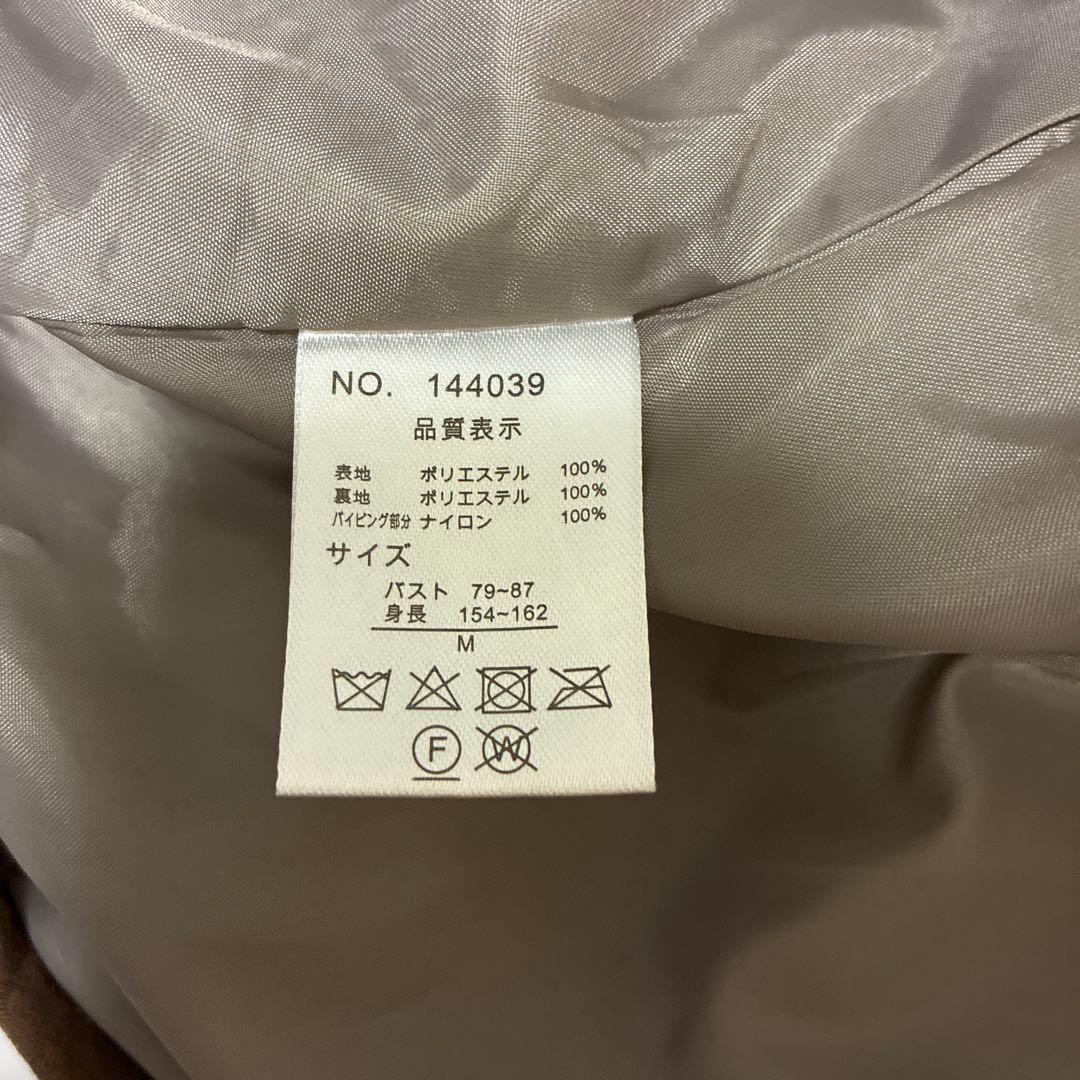 NO. 144039
品質表示
表地 ポリエステル 100%
裏地 ポリエステル 100%
パイピング部分 ナイロン 100%
サイズ
バスト 79~87
身長 154~162
M
F W